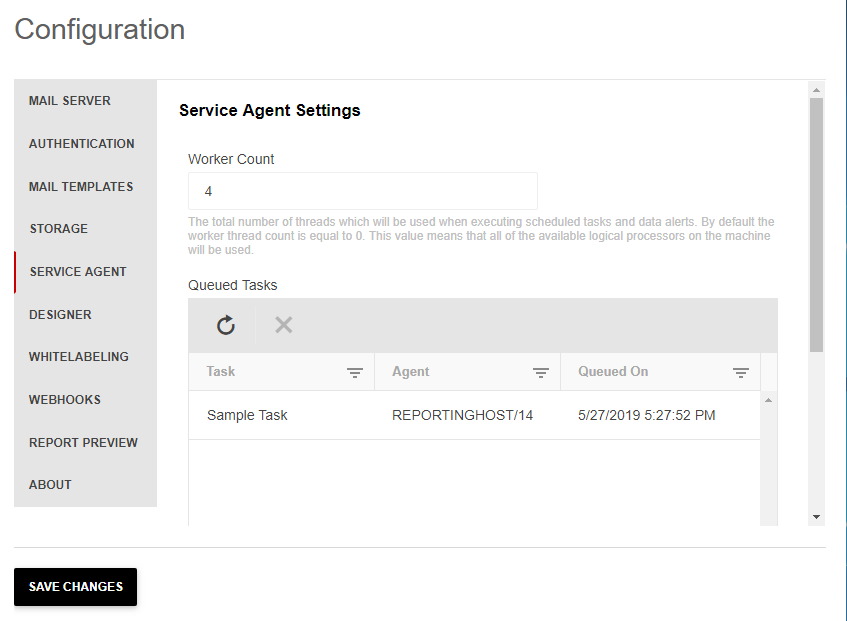 Configuration
MAIL SERVER
AUTHENTICATION
MAIL TEMPLATES
STORAGE
SERVICE AGENT
DESIGNER
WHITELABELING
WEBHOOKS
REPORT PREVIEW
ABOUT
Service Agent Settings
Worker Count
4
The total number of threads which will be used when executing scheduled tasks and data alerts. By default the
worker thread count is equal to 0. This value means that all of the available logical processors on the machine
will be used.
Queued Tasks
Task Agent Queued On
Sample Task REPORTINGHOST/14 5/27/2019 5:27:52 PM
SAVE CHANGES